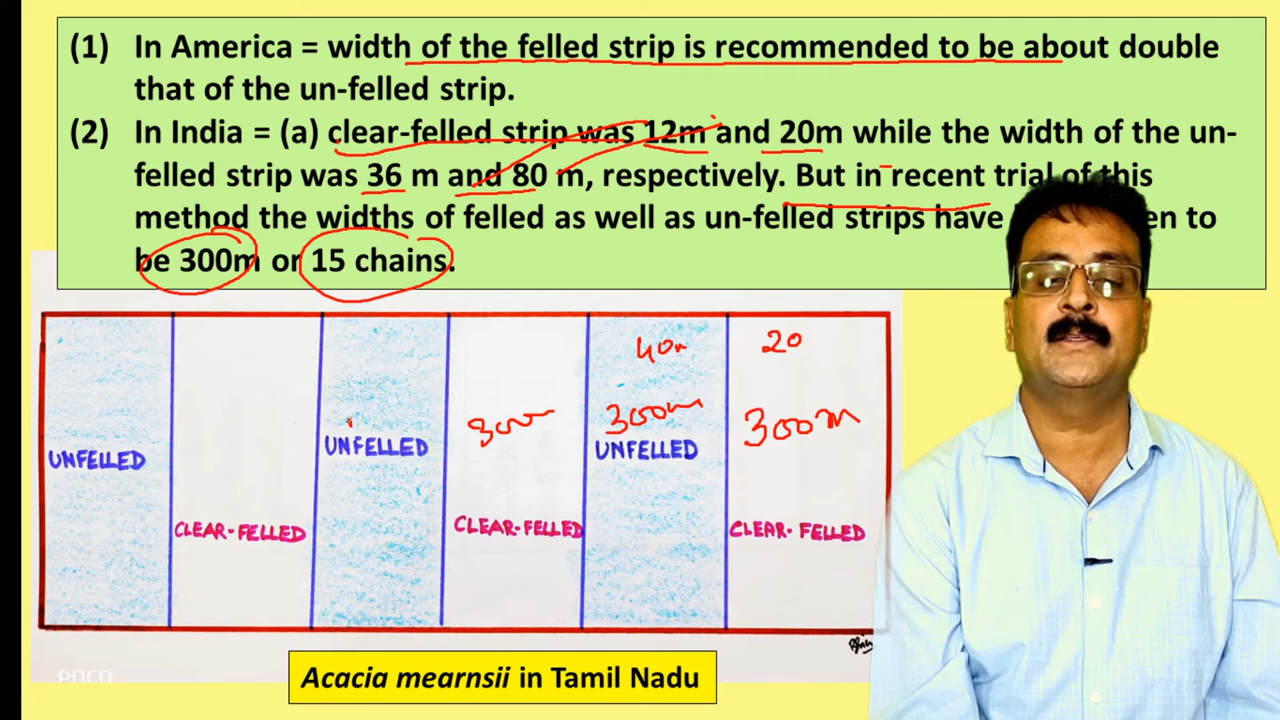 (1) In America = width of the felled strip is recommended to be about double
that of the un-felled strip.
(2) In India = (a) clear-felled strip was 12m and 20m while the width of the un-
felled strip was 36 m and 80 m, respectively. But in recent trial of this
method the widths of felled as well as un-felled strips have en to
be 300m or 15 chains.
20
300m 300m
UNFELLED UNFELLED UNFELLED
CLEAR-FELLED CLEAR-FELLED CLEAR-FELLED
POCO
Acacia mearnsii in Tamil Nadu